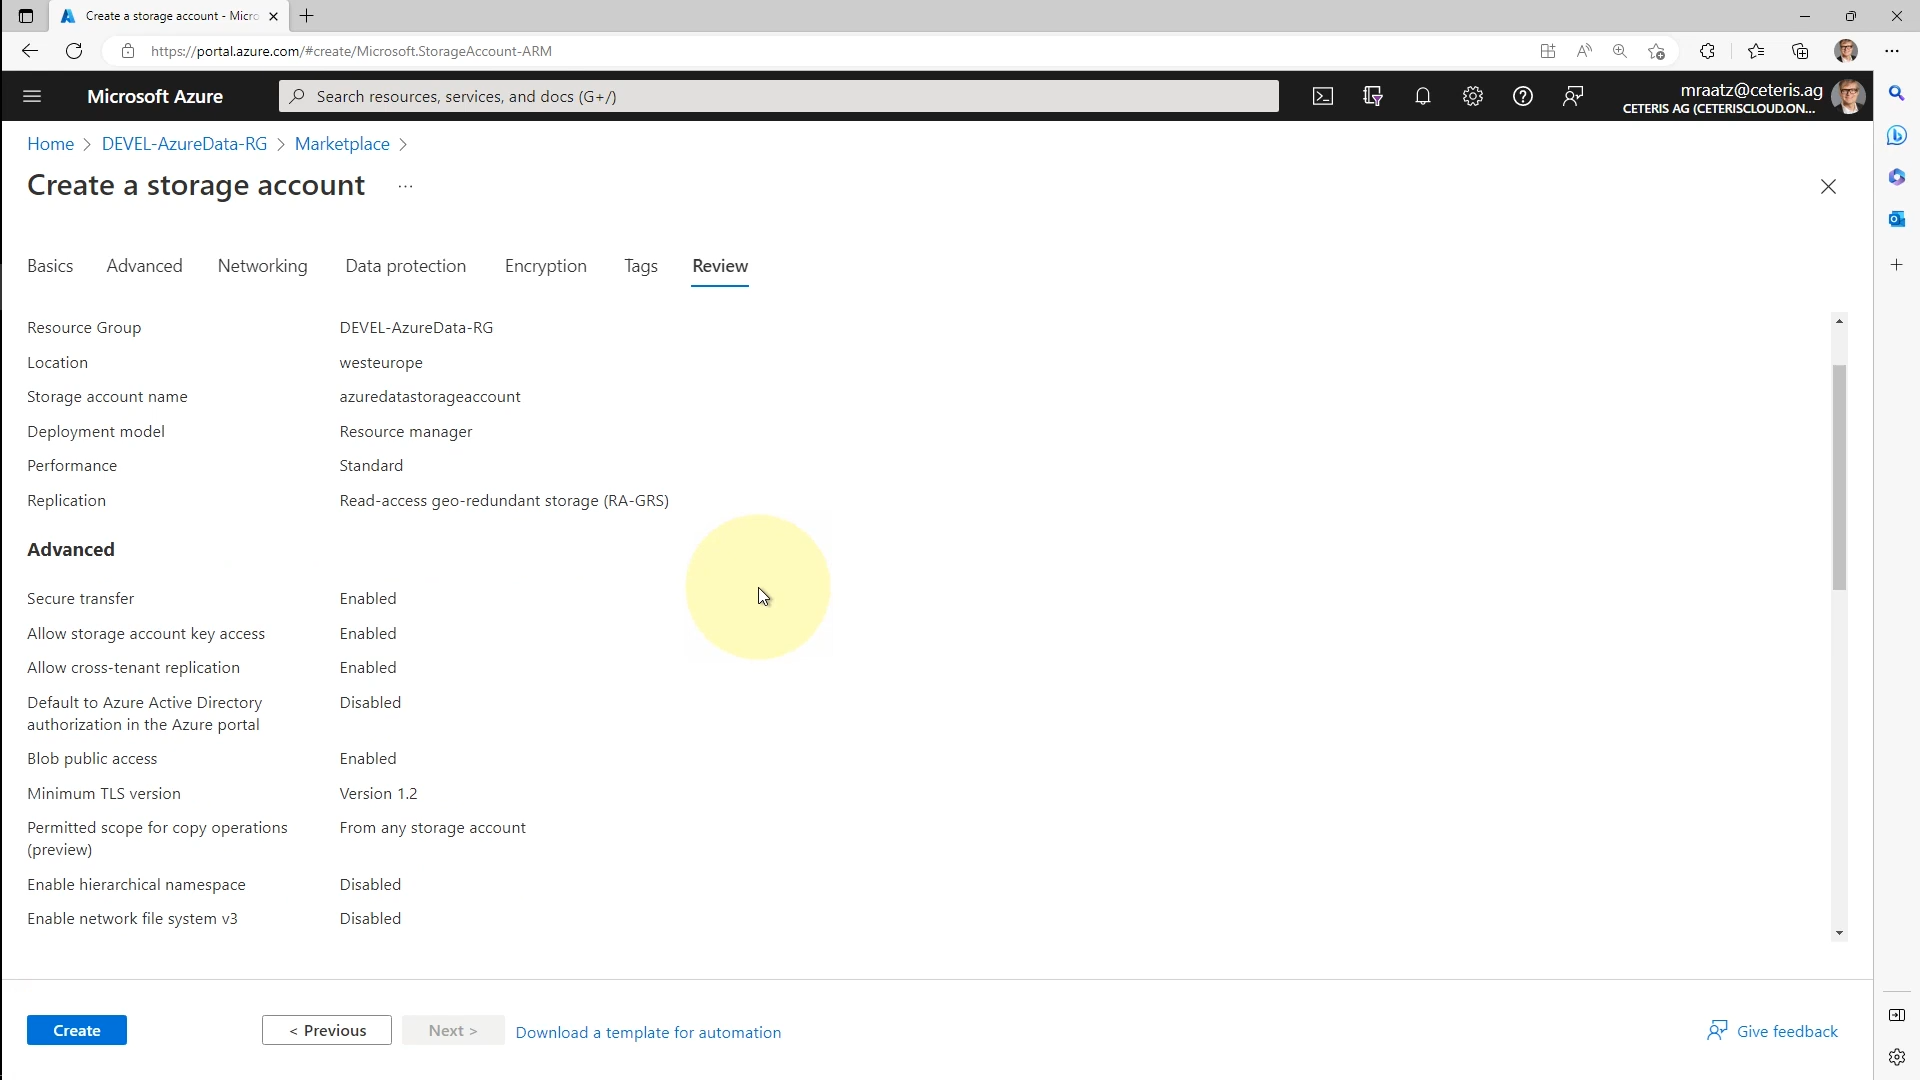 Create a storage account - Micro
https://portal.azure.com/#create/Microsoft.StorageAccount-ARM
Microsoft Azure
Search resources, services, and docs (G+/)
mraatz@ceteris.ag
CETERIS AG (CETERISCLOUD.ON...
Home > DEVEL-AzureData-RG > Marketplace >
Create a storage account ...
Basics Advanced Networking Data protection Encryption Tags Review
Resource Group DEVEL-AzureData-RG
Location westeurope
Storage account name azuredatastorageaccount
Deployment model Resource manager
Performance Standard
Replication Read-access geo-redundant storage (RA-GRS)
Advanced
Secure transfer Enabled
Allow storage account key access Enabled
Allow cross-tenant replication Enabled
Default to Azure Active Directory Disabled
authorization in the Azure portal
Blob public access Enabled
Minimum TLS version Version 1.2
Permitted scope for copy operations From any storage account
(preview)
Enable hierarchical namespace Disabled
Enable network file system v3 Disabled
Create < Previous Next > Download a template for automation Give feedback